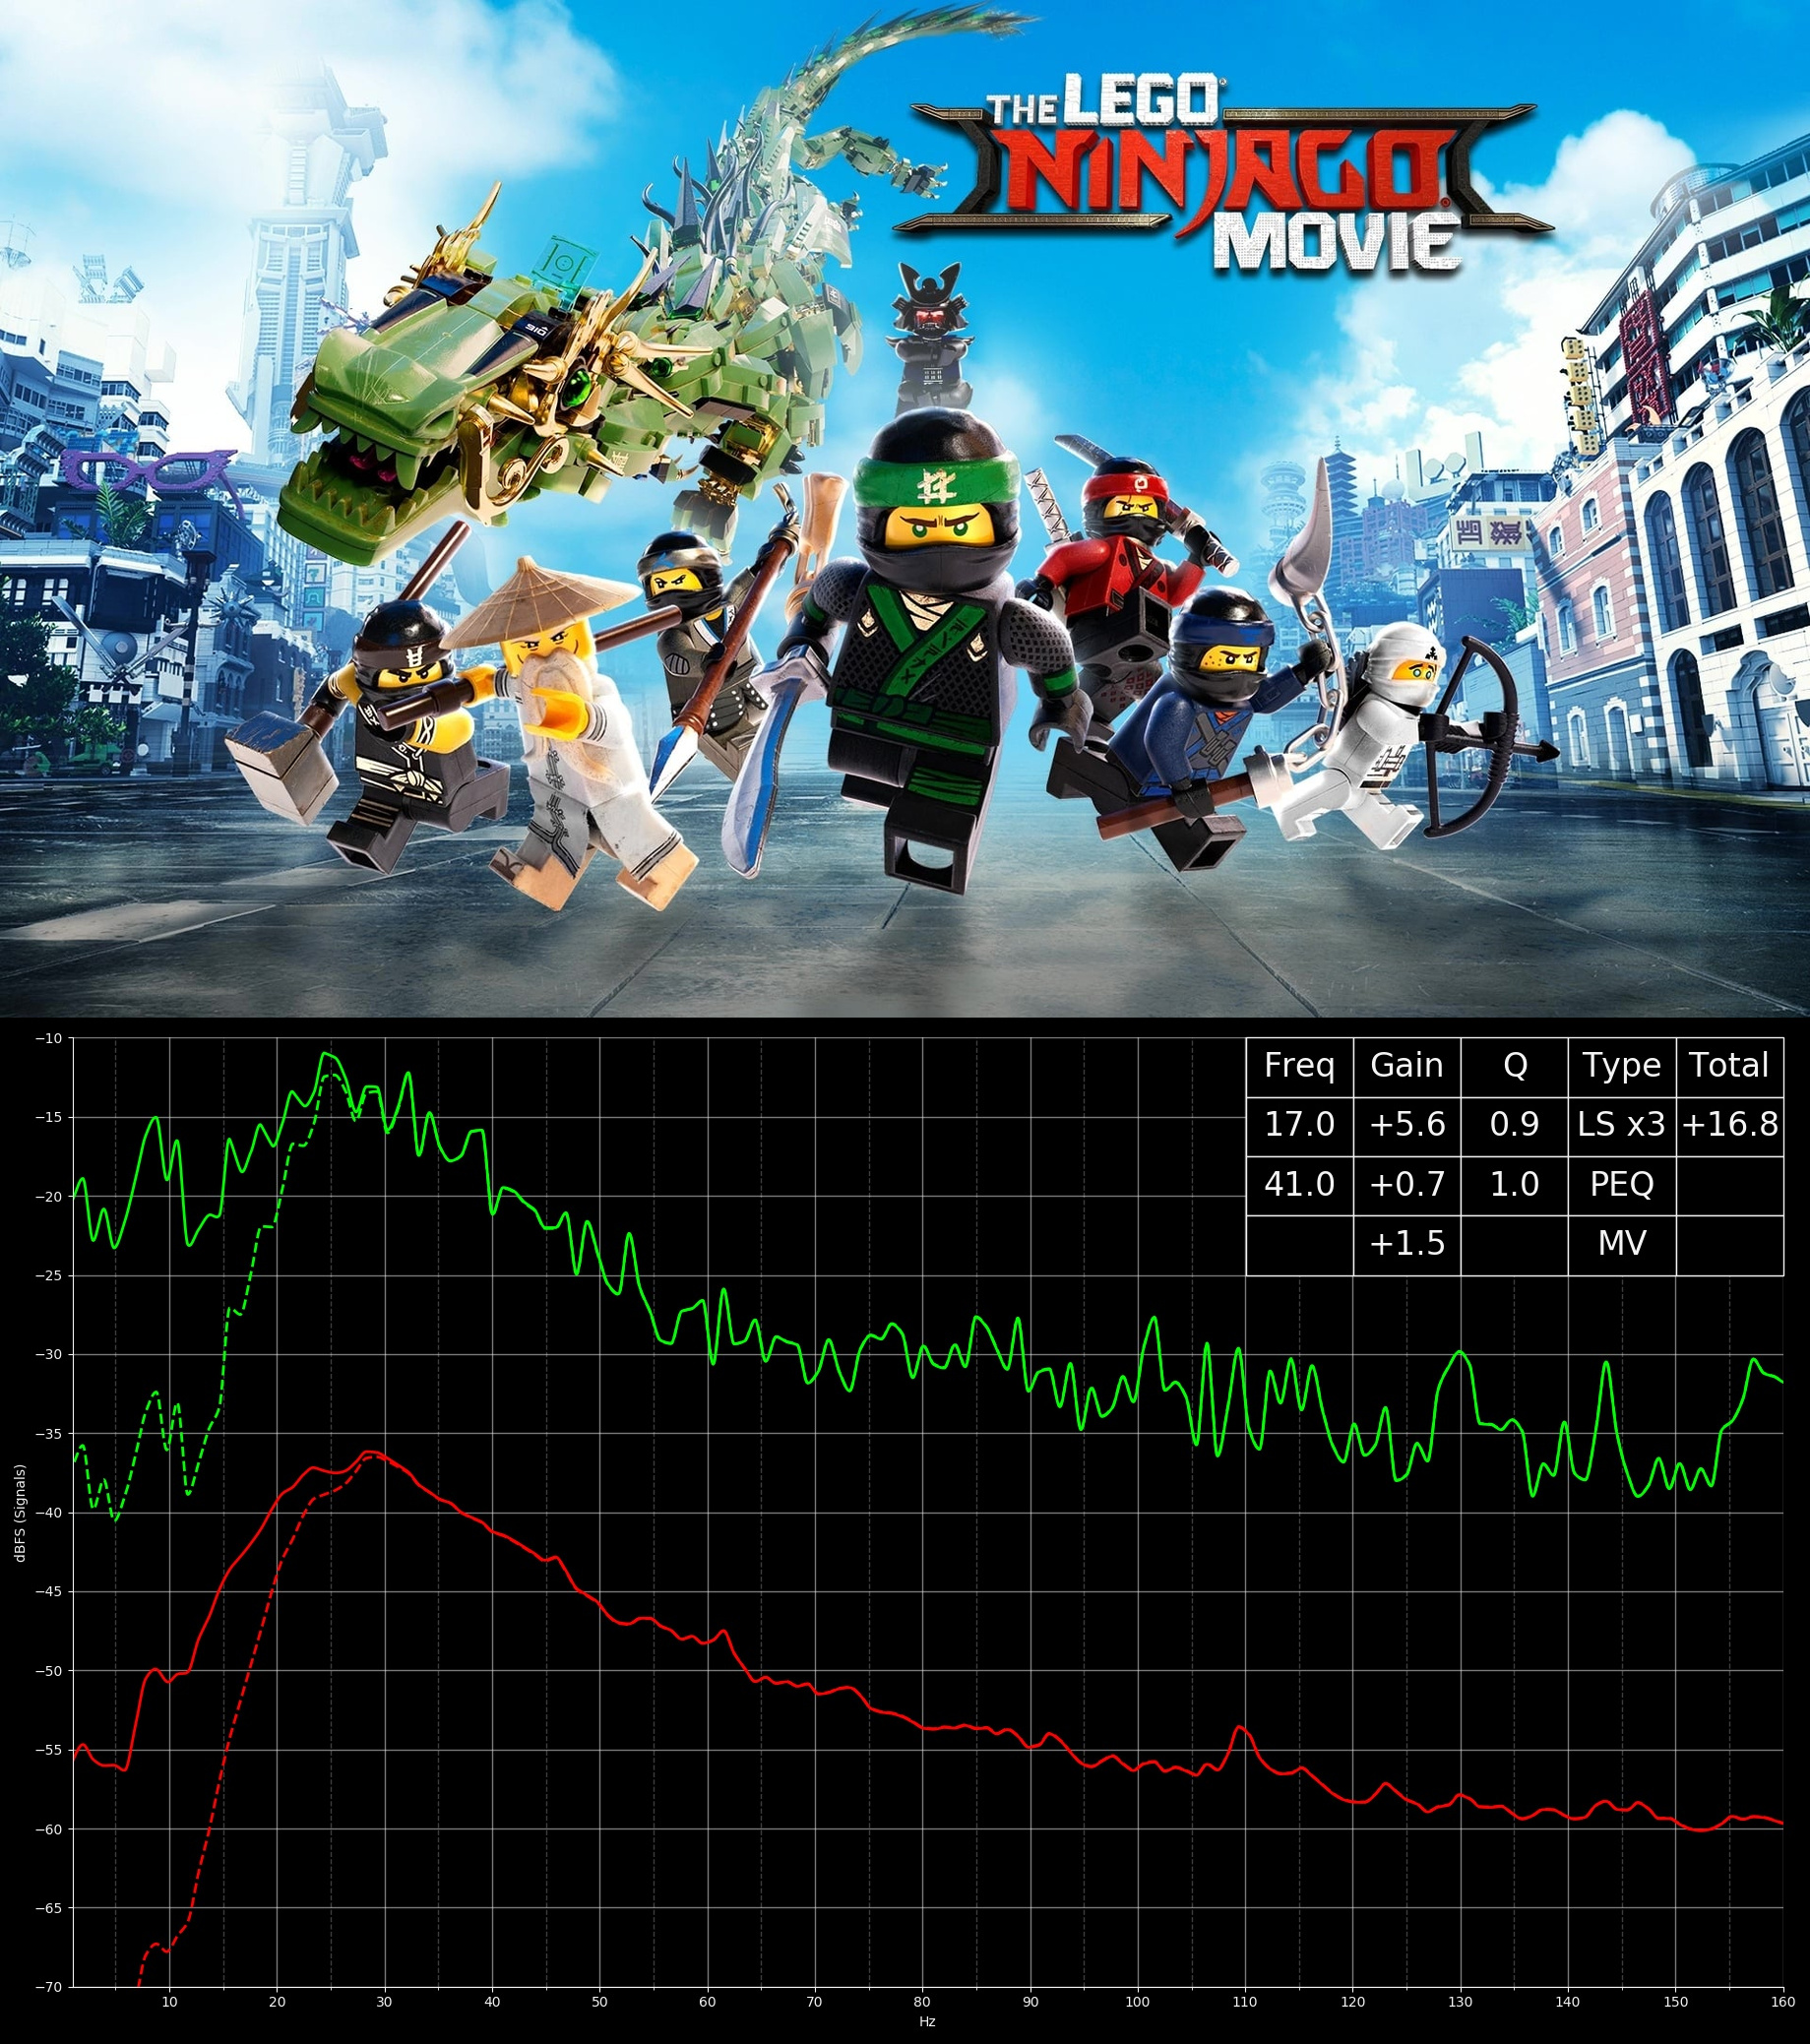 THE LEGO®
NINJAGO®
MOVIE
Freq Gain Q Type Total
17.0 +5.6 0.9 LS x3 +16.8
41.0 +0.7 1.0 PEQ
+1.5 MV
−10
−15
−20
−25
−30
−35
−40
−45
−50
−55
−60
−65
−70
dBFS (Signals)
10 20 30 40 50 60 70 80 90 100 110 120 130 140 150 160
Hz